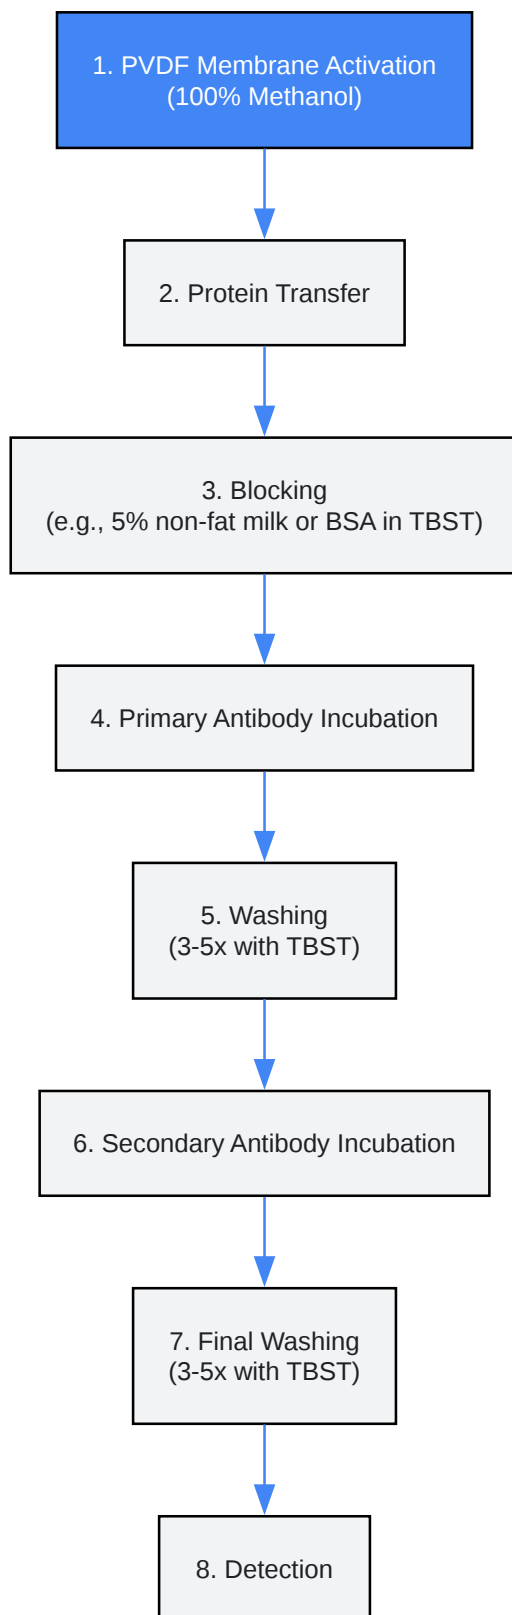 1. PVDF Membrane Activation
(100% Methanol)
2. Protein Transfer
3. Blocking
(e.g., 5% non-fat milk or BSA in TBST)
4. Primary Antibody Incubation
5. Washing
(3-5x with TBST)
6. Secondary Antibody Incubation
7. Final Washing
(3-5x with TBST)
8. Detection